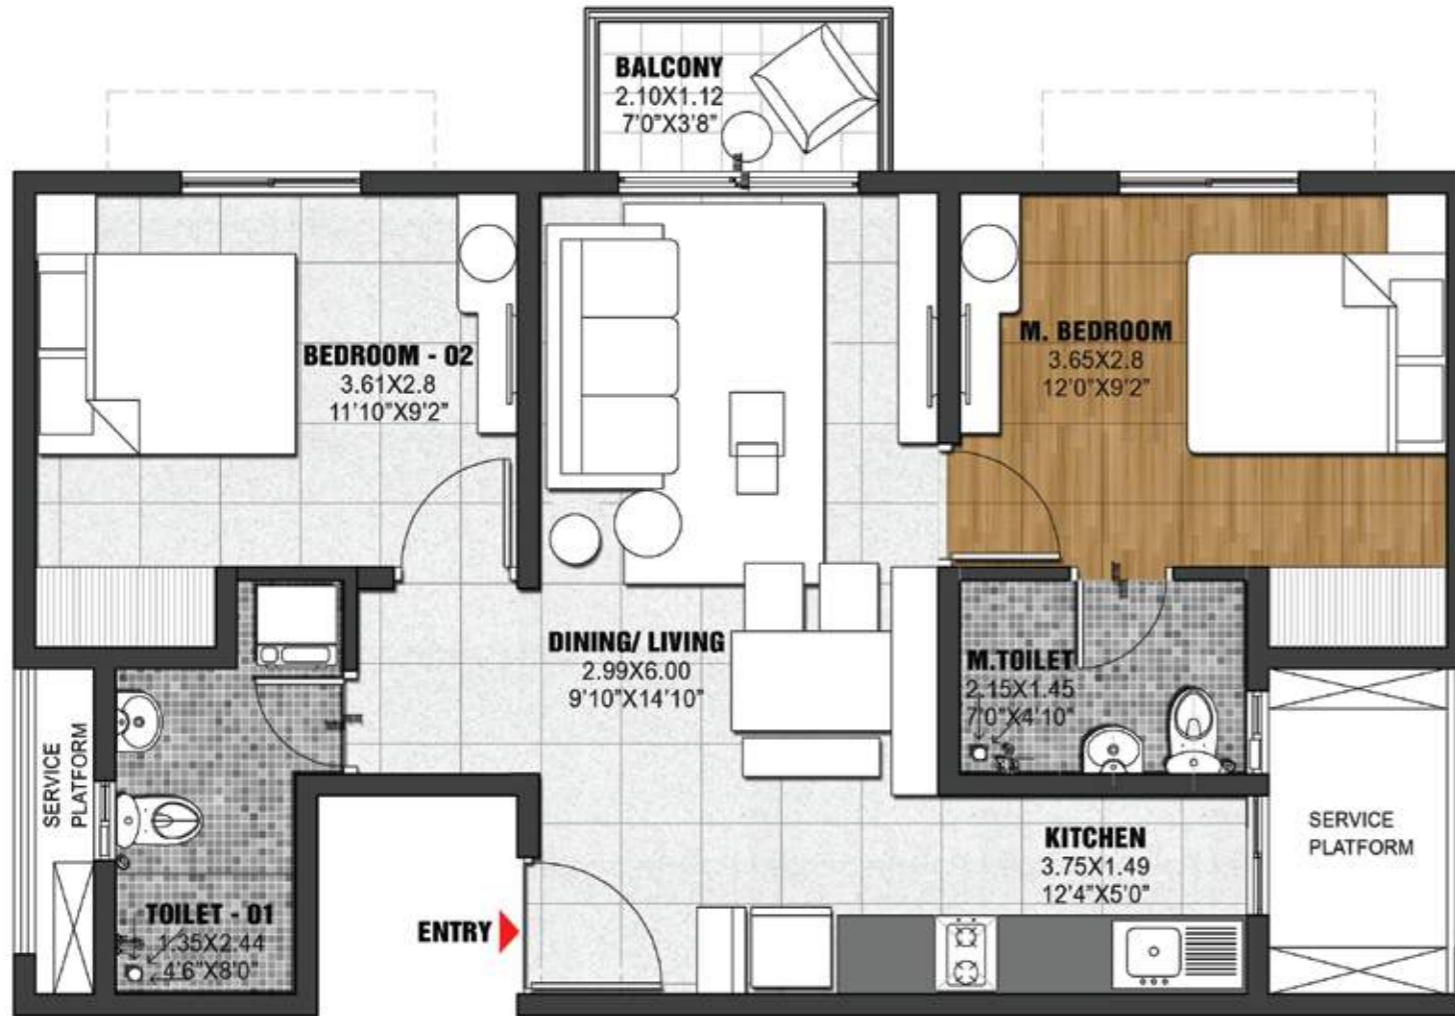 BALCONY
2.10X1.12
7'0"X3'8"
BEDROOM - 02
3.61X2.8
11'10"X9'2"
M. BEDROOM
3.65X2.8
12'0"X9'2"
DINING/ LIVING
2.99X6.00
9'10"X14'10"
M.TOILET
2.15X1.45
7'0"X4'10"
SERVICE
PLATFORM
KITCHEN
3.75X1.49
12'4"X5'0"
SERVICE
PLATFORM
TOILET - 01
1.35X2.44
4'6"X8'0"
ENTRY